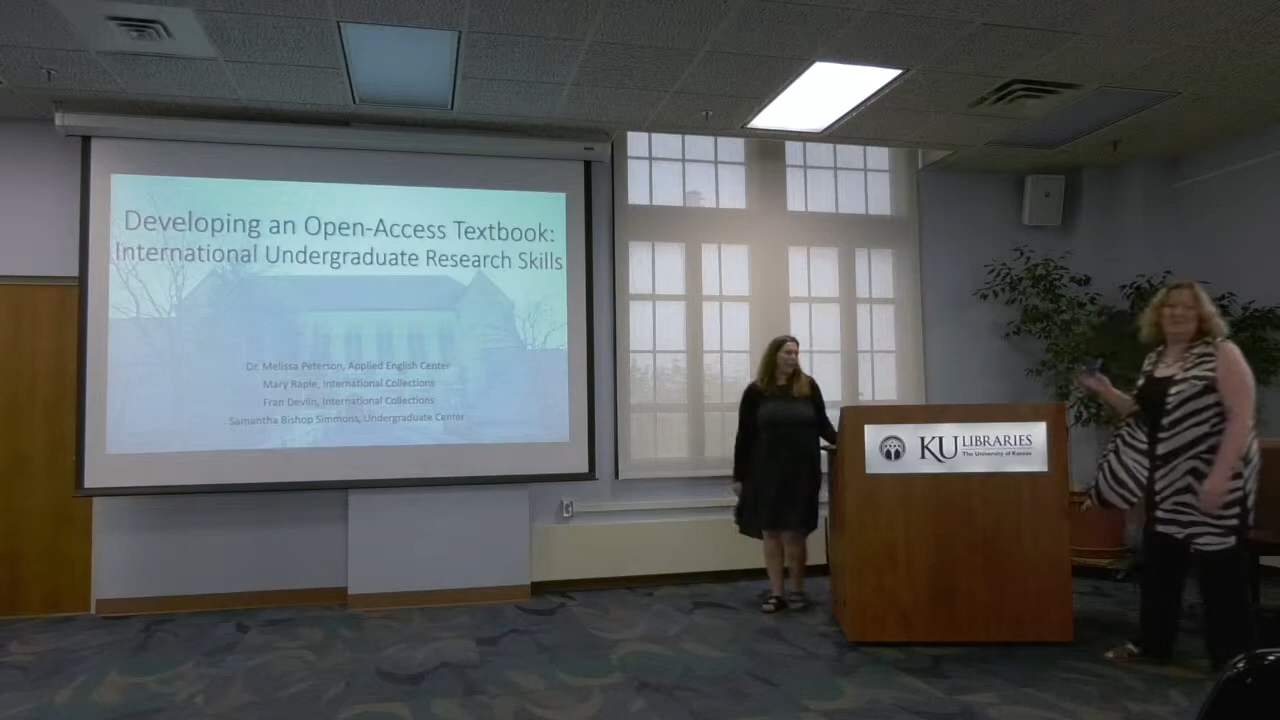 Developing an Open-Access Textbook:
International Undergraduate Research Skills
Dr. Melissa Peterson, Applied English Center
Mary Raple, International Collections
Fran Devlin, International Collections
Samantha Bishop Simmons, Undergraduate Center
KU LIBRARIES
The University of Kansas